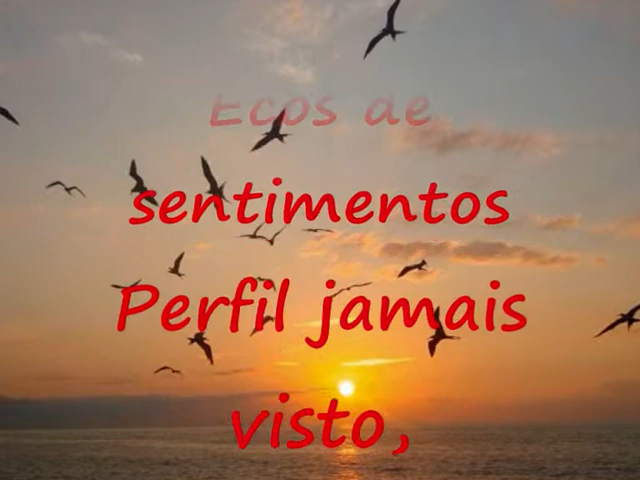 Ecos de
sentimentos
Perfil jamais
visto,